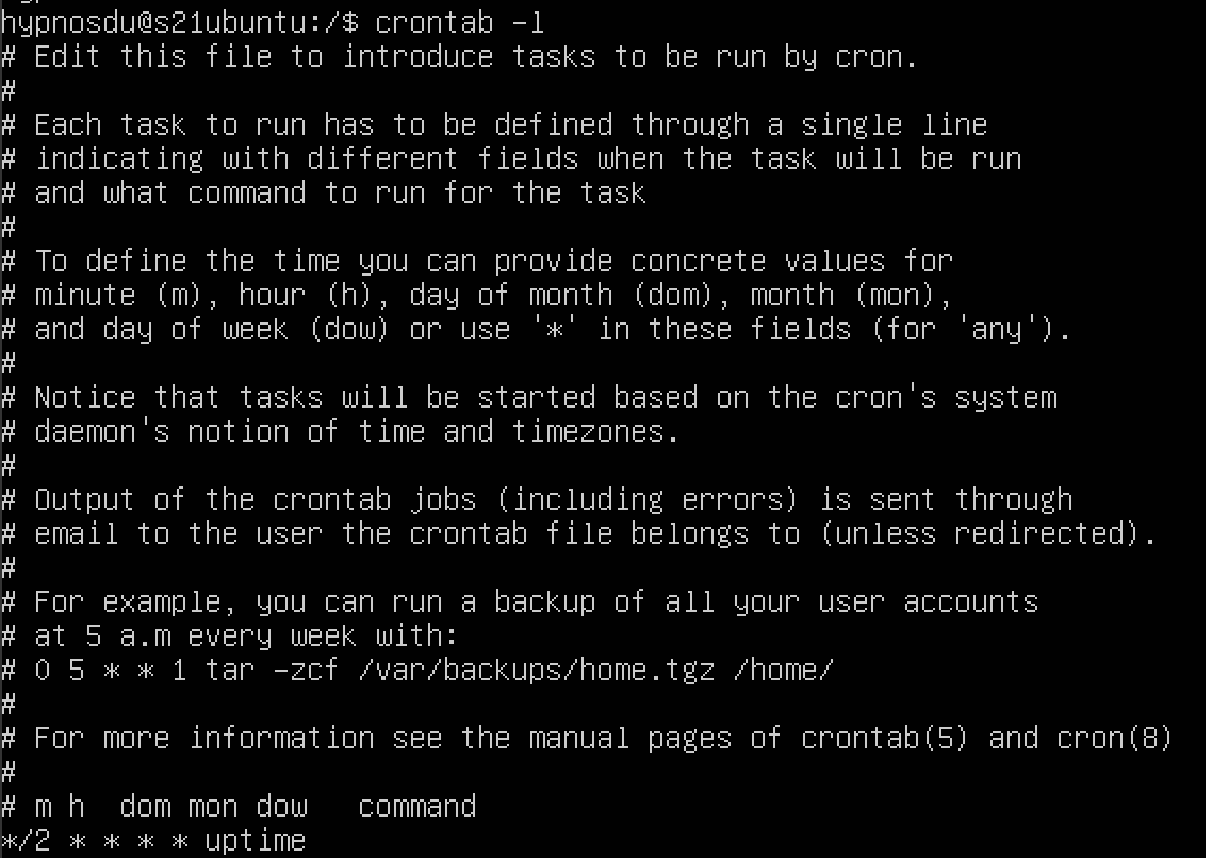 hypnosdu@s21ubuntu:/$ crontab -l
# Edit this file to introduce tasks to be run by cron.
#
# Each task to run has to be defined through a single line
# indicating with different fields when the task will be run
# and what command to run for the task
#
# To define the time you can provide concrete values for
# minute (m), hour (h), day of month (dom), month (mon),
# and day of week (dow) or use '*' in these fields (for 'any').
#
# Notice that tasks will be started based on the cron's system
# daemon's notion of time and timezones.
#
# Output of the crontab jobs (including errors) is sent through
# email to the user the crontab file belongs to (unless redirected).
#
# For example, you can run a backup of all your user accounts
# at 5 a.m every week with:
# 0 5 * * 1 tar -zcf /var/backups/home.tgz /home/
#
# For more information see the manual pages of crontab(5) and cron(8)
#
# m h  dom mon dow   command
*/2 * * * * uptime